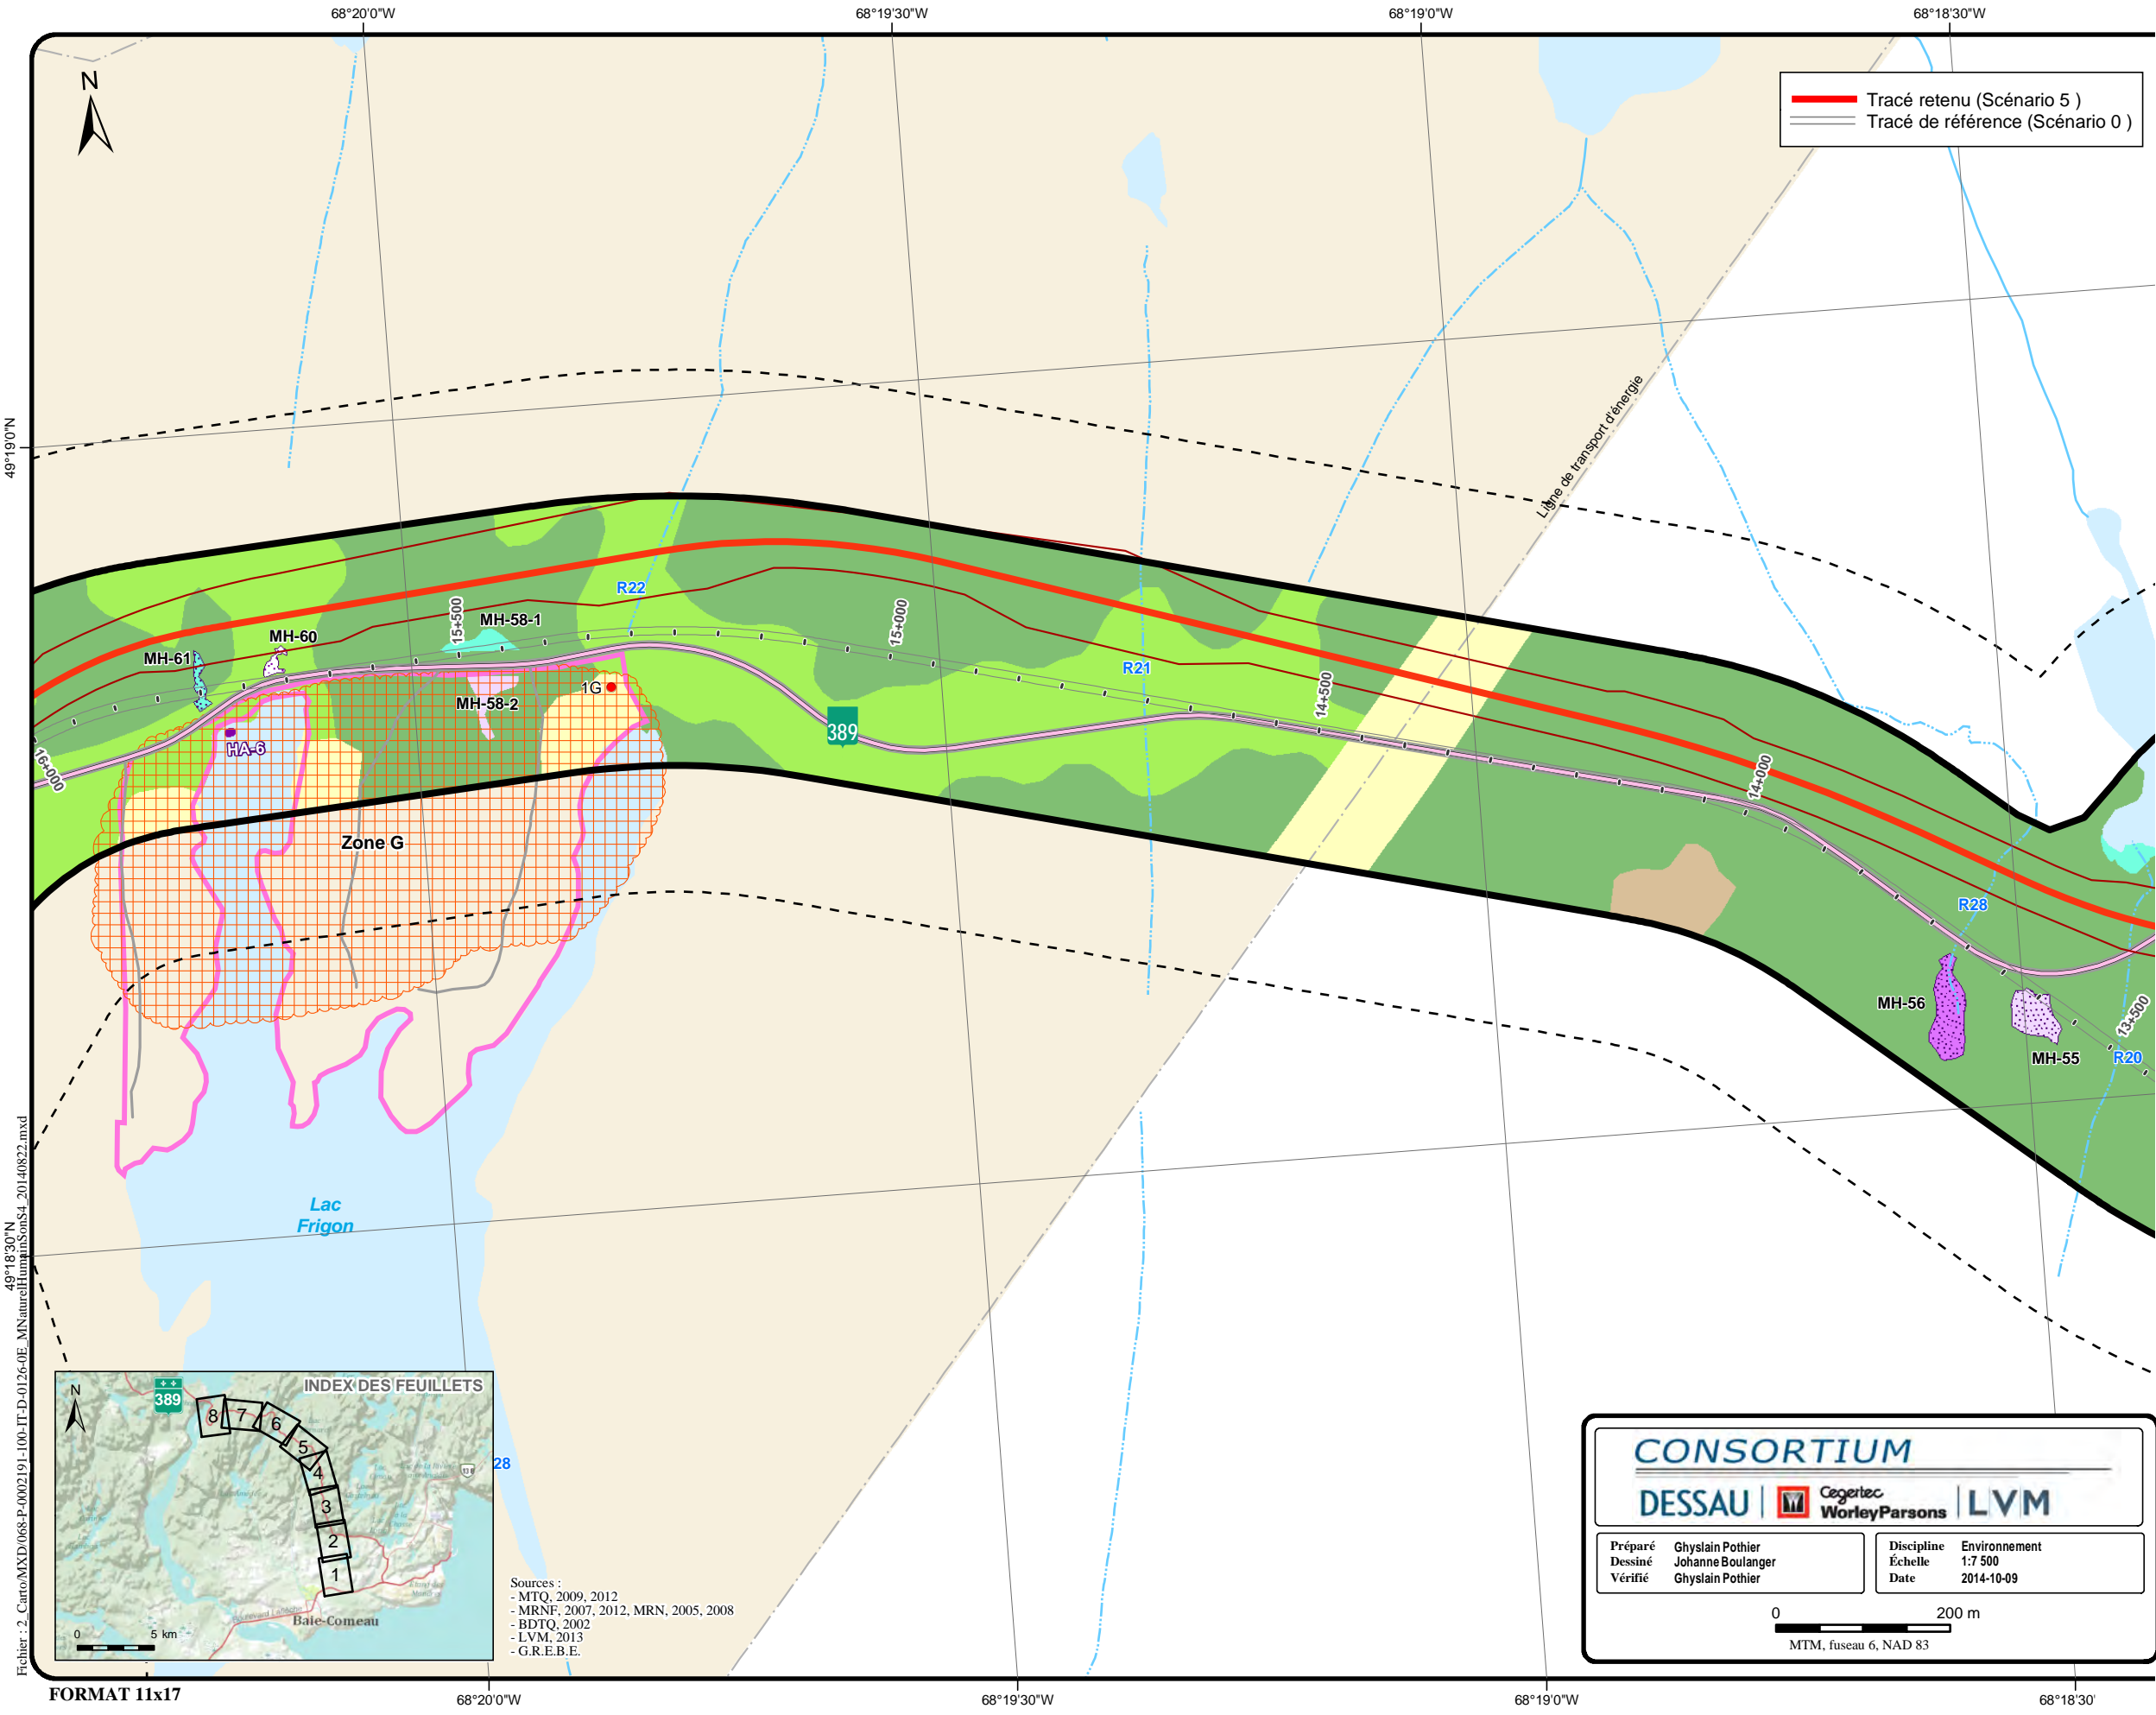 68°20'0"W
68°19'30"W
68°19'0"W
68°18'30"W
N
Tracé retenu (Scénario 5 )
Tracé de référence (Scénario 0 )
Ligne de transport d'énergie
49°19'0"N
R22
15+500
MH-58-1
15+000
MH-60
MH-61
R21
1G
14+500
MH-58-2
389
HA-6
16+000
14+000
Zone G
R28
MH-56
13+500
MH-55
R20
Lac
Frigon
49°18'30"N
Fichier : 2_Carto/MXD/068-P-0002191-100-IT-D-0126-0E_MNaturelHumainSonS4_20140822.mxd
INDEX DES FEUILLETS
N
389
8
7
6
5
4
3
2
1
138
Boulevard Laflèche
Baie-Comeau
0 5 km
28
Sources :
- MTQ, 2009, 2012
- MRNF, 2007, 2012, MRN, 2005, 2008
- BDTQ, 2002
- LVM, 2013
- G.R.E.B.E.
CONSORTIUM
DESSAU
Cegertec
WorleyParsons
LVM
Préparé Ghyslain Pothier
Dessiné Johanne Boulanger
Vérifié Ghyslain Pothier
Discipline Environnement
Échelle 1:7 500
Date 2014-10-09
0 200 m
MTM, fuseau 6, NAD 83
FORMAT 11x17
68°20'0"W
68°19'30"W
68°19'0"W
68°18'30'